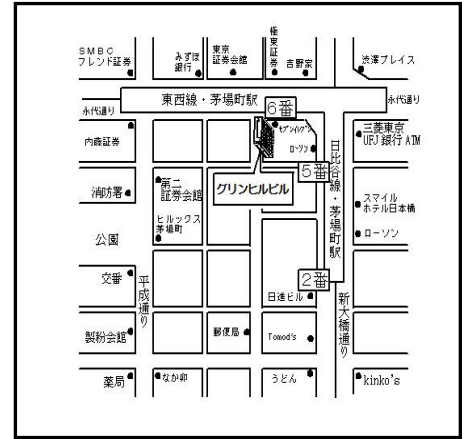 SMBC
フレンド証券
みずほ
銀行
東京
証券会館
極東証券
吉野家
渋澤プレイス
永代通り
東西線・茅場町駅
永代通り
6番
内藤証券
セブンイレブン
ローソン
三菱東京
UFJ銀行 ATM
5番
日比谷線・茅場町駅
グリンヒルビル
消防署
第二
証券会館
ヒルックス
茅場町
スマイル
ホテル日本橋
ローソン
公園
2番
交番
平成通り
日進ビル
新大橋通り
製粉会館
郵便局
Tomod's
薬局
なか卯
うどん
kinko's